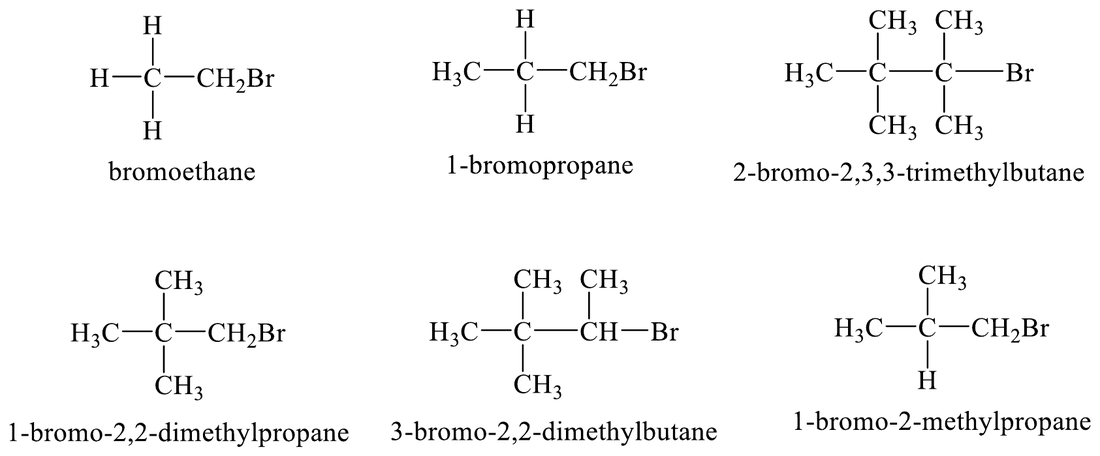 H
H—C—CH₂Br
H
bromoethane
H
H₃C—C—CH₂Br
H
1-bromopropane
CH₃ CH₃
H₃C—C—C—Br
CH₃ CH₃
2-bromo-2,3,3-trimethylbutane
CH₃
H₃C—C—CH₂Br
CH₃
1-bromo-2,2-dimethylpropane
CH₃ CH₃
H₃C—C—CH—Br
CH₃
3-bromo-2,2-dimethylbutane
CH₃
H₃C—C—CH₂Br
H
1-bromo-2-methylpropane